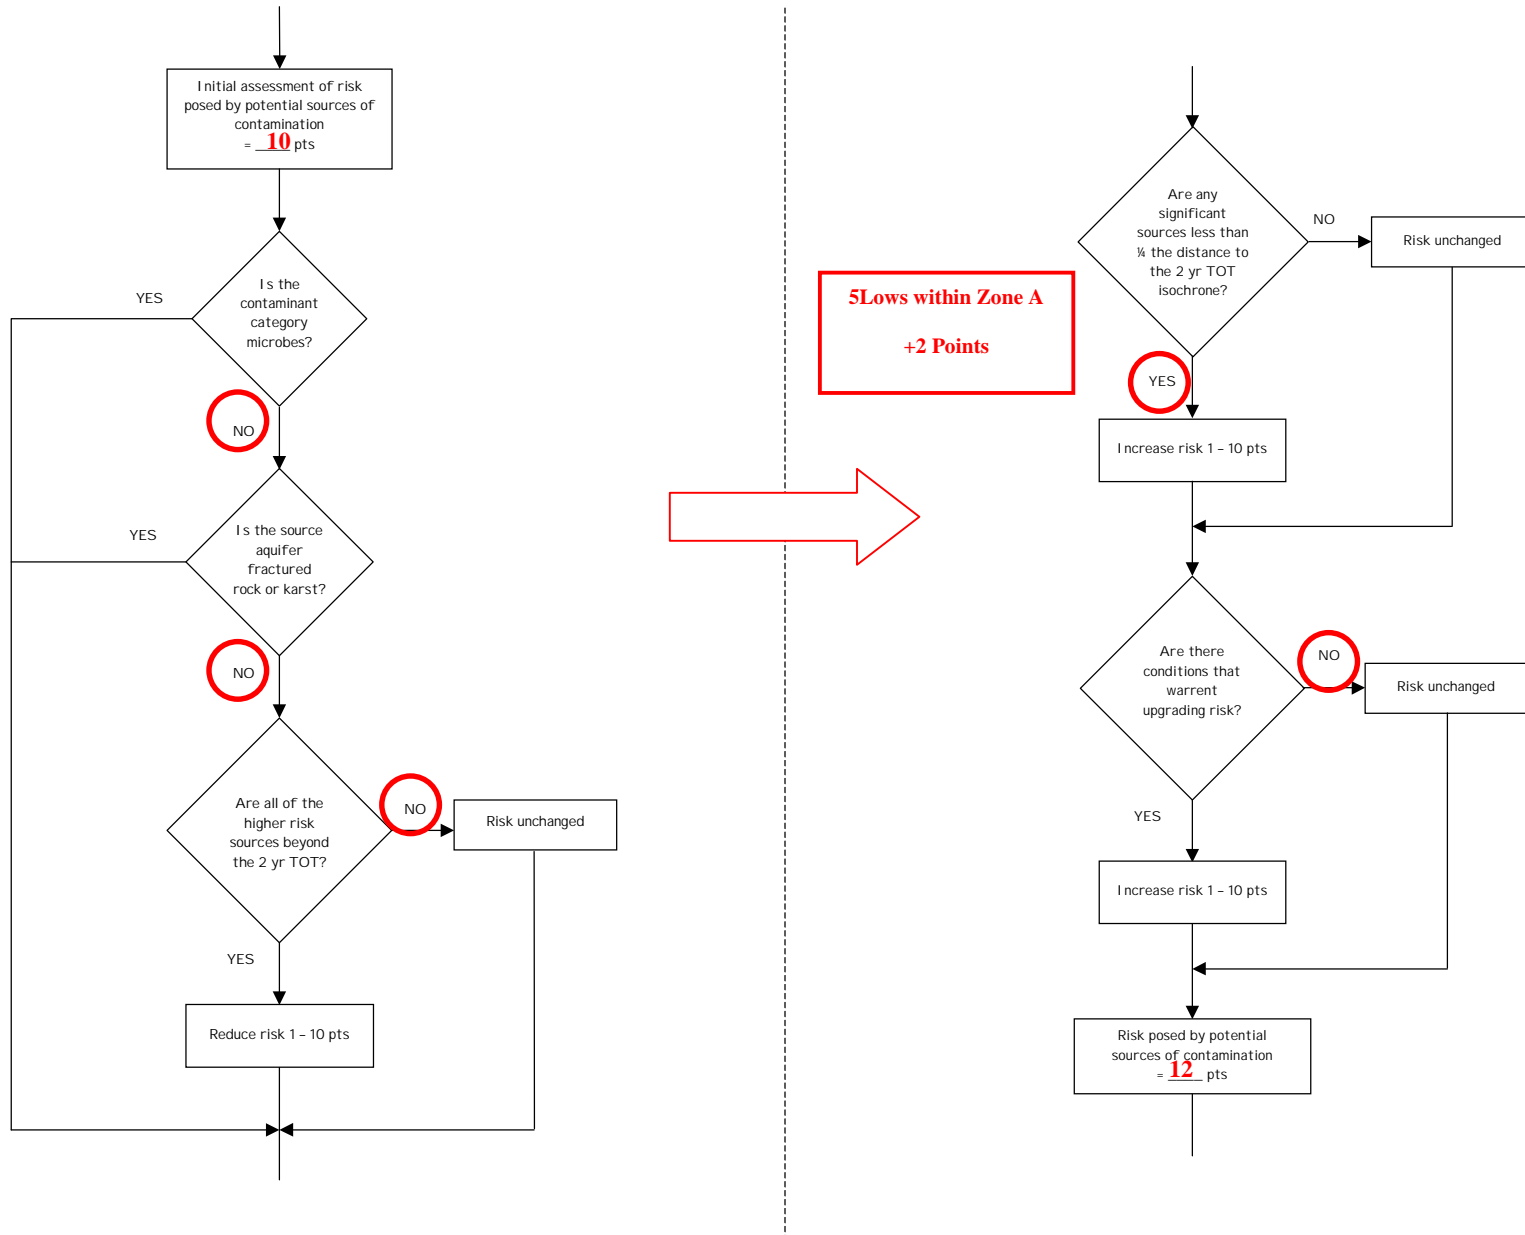 Initial assessment of risk
posed by potential sources of
contamination
= 10 pts
Is the
contaminant
category
microbes?
YES
NO
Is the source
aquifer
fractured
rock or karst?
YES
NO
Are all of the
higher risk
sources beyond
the 2 yr TOT?
NO
Risk unchanged
YES
Reduce risk 1 – 10 pts
Are any
significant
sources less than
¼ the distance to
the 2 yr TOT
isochrone?
NO
Risk unchanged
5Lows within Zone A
+2 Points
YES
Increase risk 1 – 10 pts
Are there
conditions that
warrent
upgrading risk?
NO
Risk unchanged
YES
Increase risk 1 – 10 pts
Risk posed by potential
sources of contamination
= 12 pts